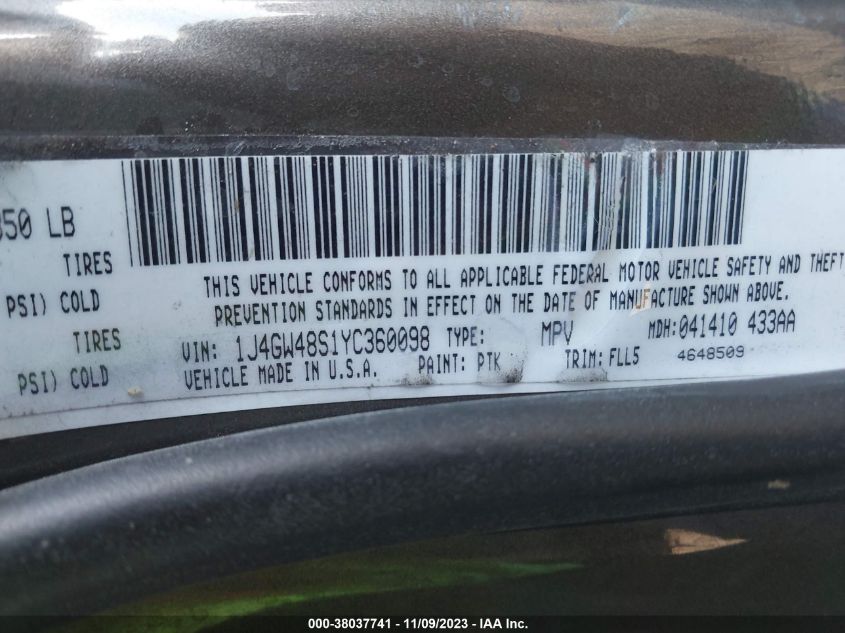 350 LB
TIRES
THIS VEHICLE CONFORMS TO ALL APPLICABLE FEDERAL MOTOR VEHICLE SAFETY AND THEFT
PSI) COLD
PREVENTION STANDARDS IN EFFECT ON THE DATE OF MANUFACTURE SHOWN ABOVE.
TIRES
VIN: 1J4GW48S1YC360098 TYPE: MPV MDH:041410 433AA
PSI) COLD
VEHICLE MADE IN U.S.A. PAINT: PTK TRIM: FLL5 4648509
000-38037741 - 11/09/2023 - IAA Inc.